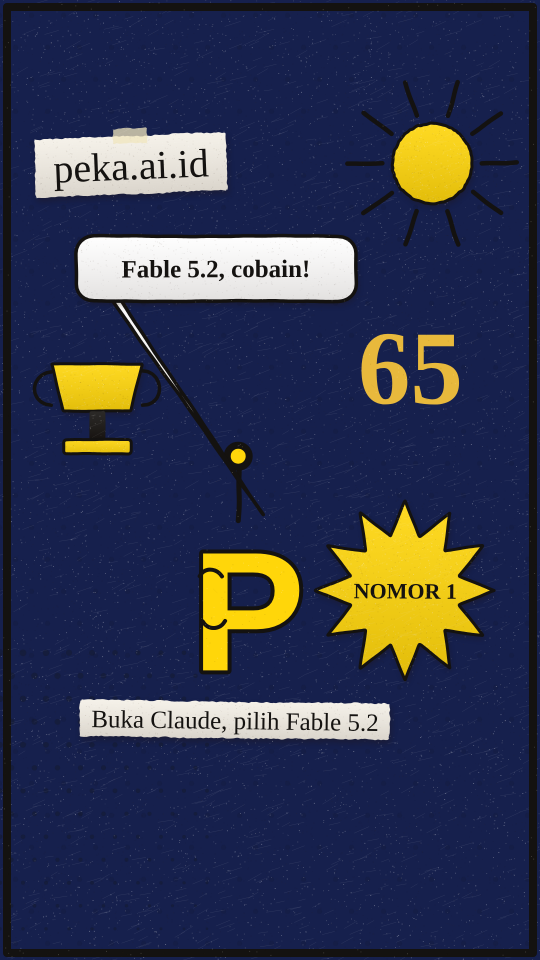 peka.ai.id
Fable 5.2, cobain!
65
P
NOMOR 1
Buka Claude, pilih Fable 5.2